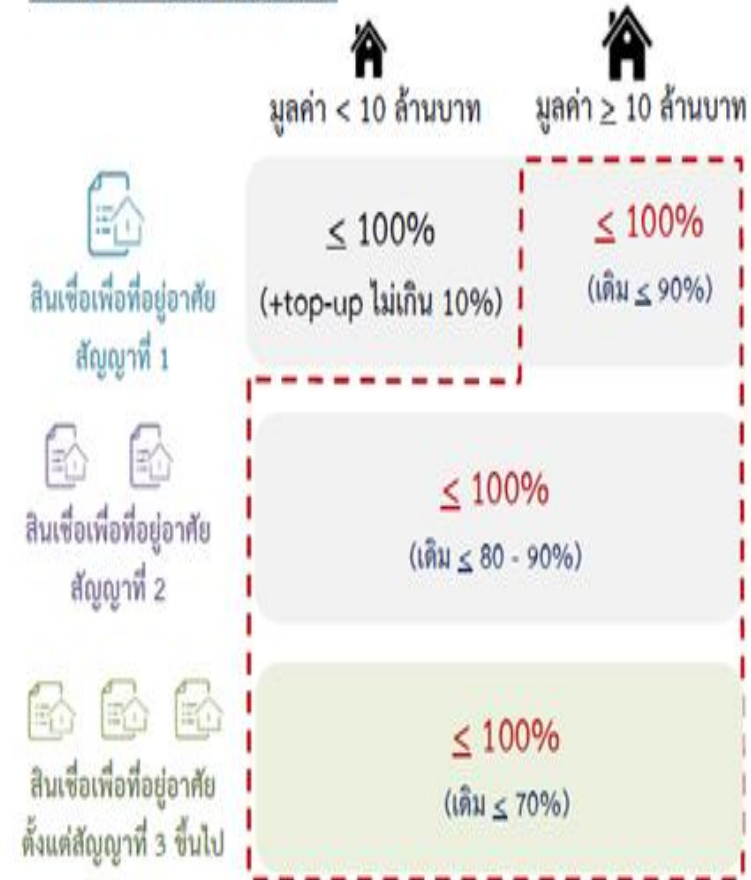 มูลค่า < 10 ล้านบาท
มูลค่า ≥ 10 ล้านบาท
สินเชื่อเพื่อที่อยู่อาศัย
สัญญาที่ 1
≤ 100%
(+top-up ไม่เกิน 10%)
≤ 100%
(เดิม ≤ 90%)
สินเชื่อเพื่อที่อยู่อาศัย
สัญญาที่ 2
≤ 100%
(เดิม ≤ 80 - 90%)
สินเชื่อเพื่อที่อยู่อาศัย
ตั้งแต่สัญญาที่ 3 ขึ้นไป
≤ 100%
(เดิม ≤ 70%)